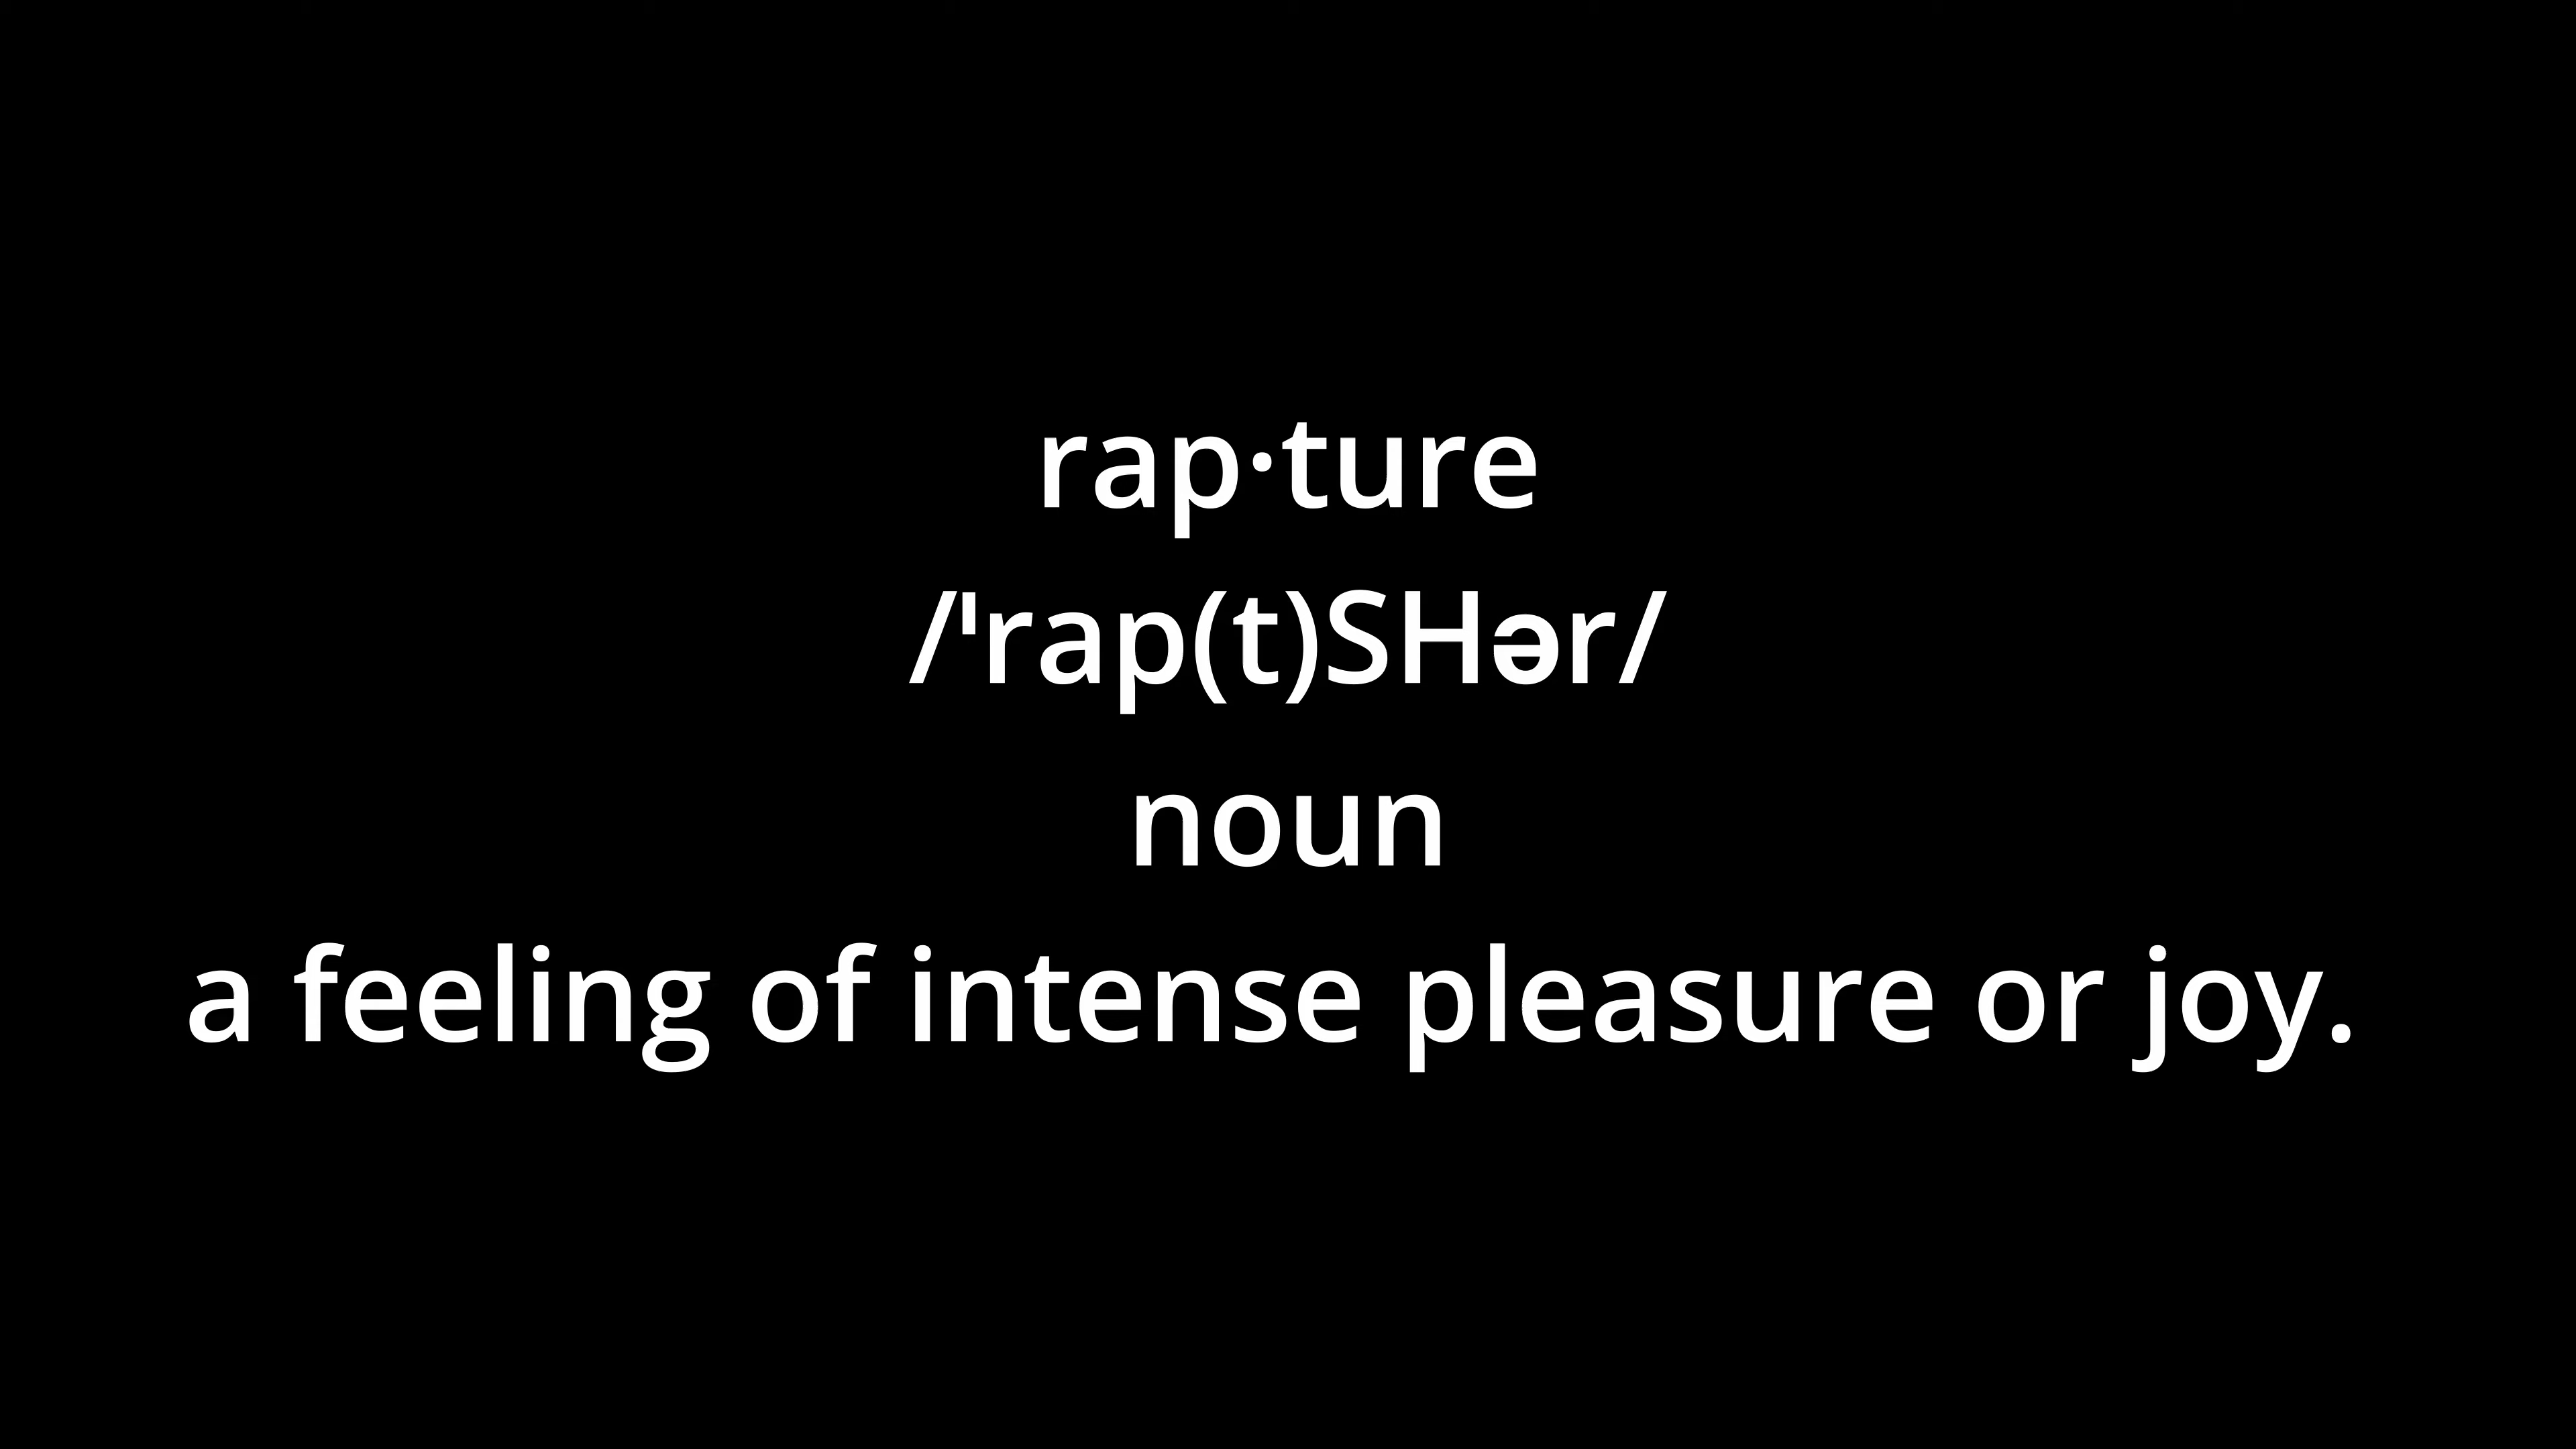 rap·ture
/ˈrap(t)SHər/
noun
a feeling of intense pleasure or joy.